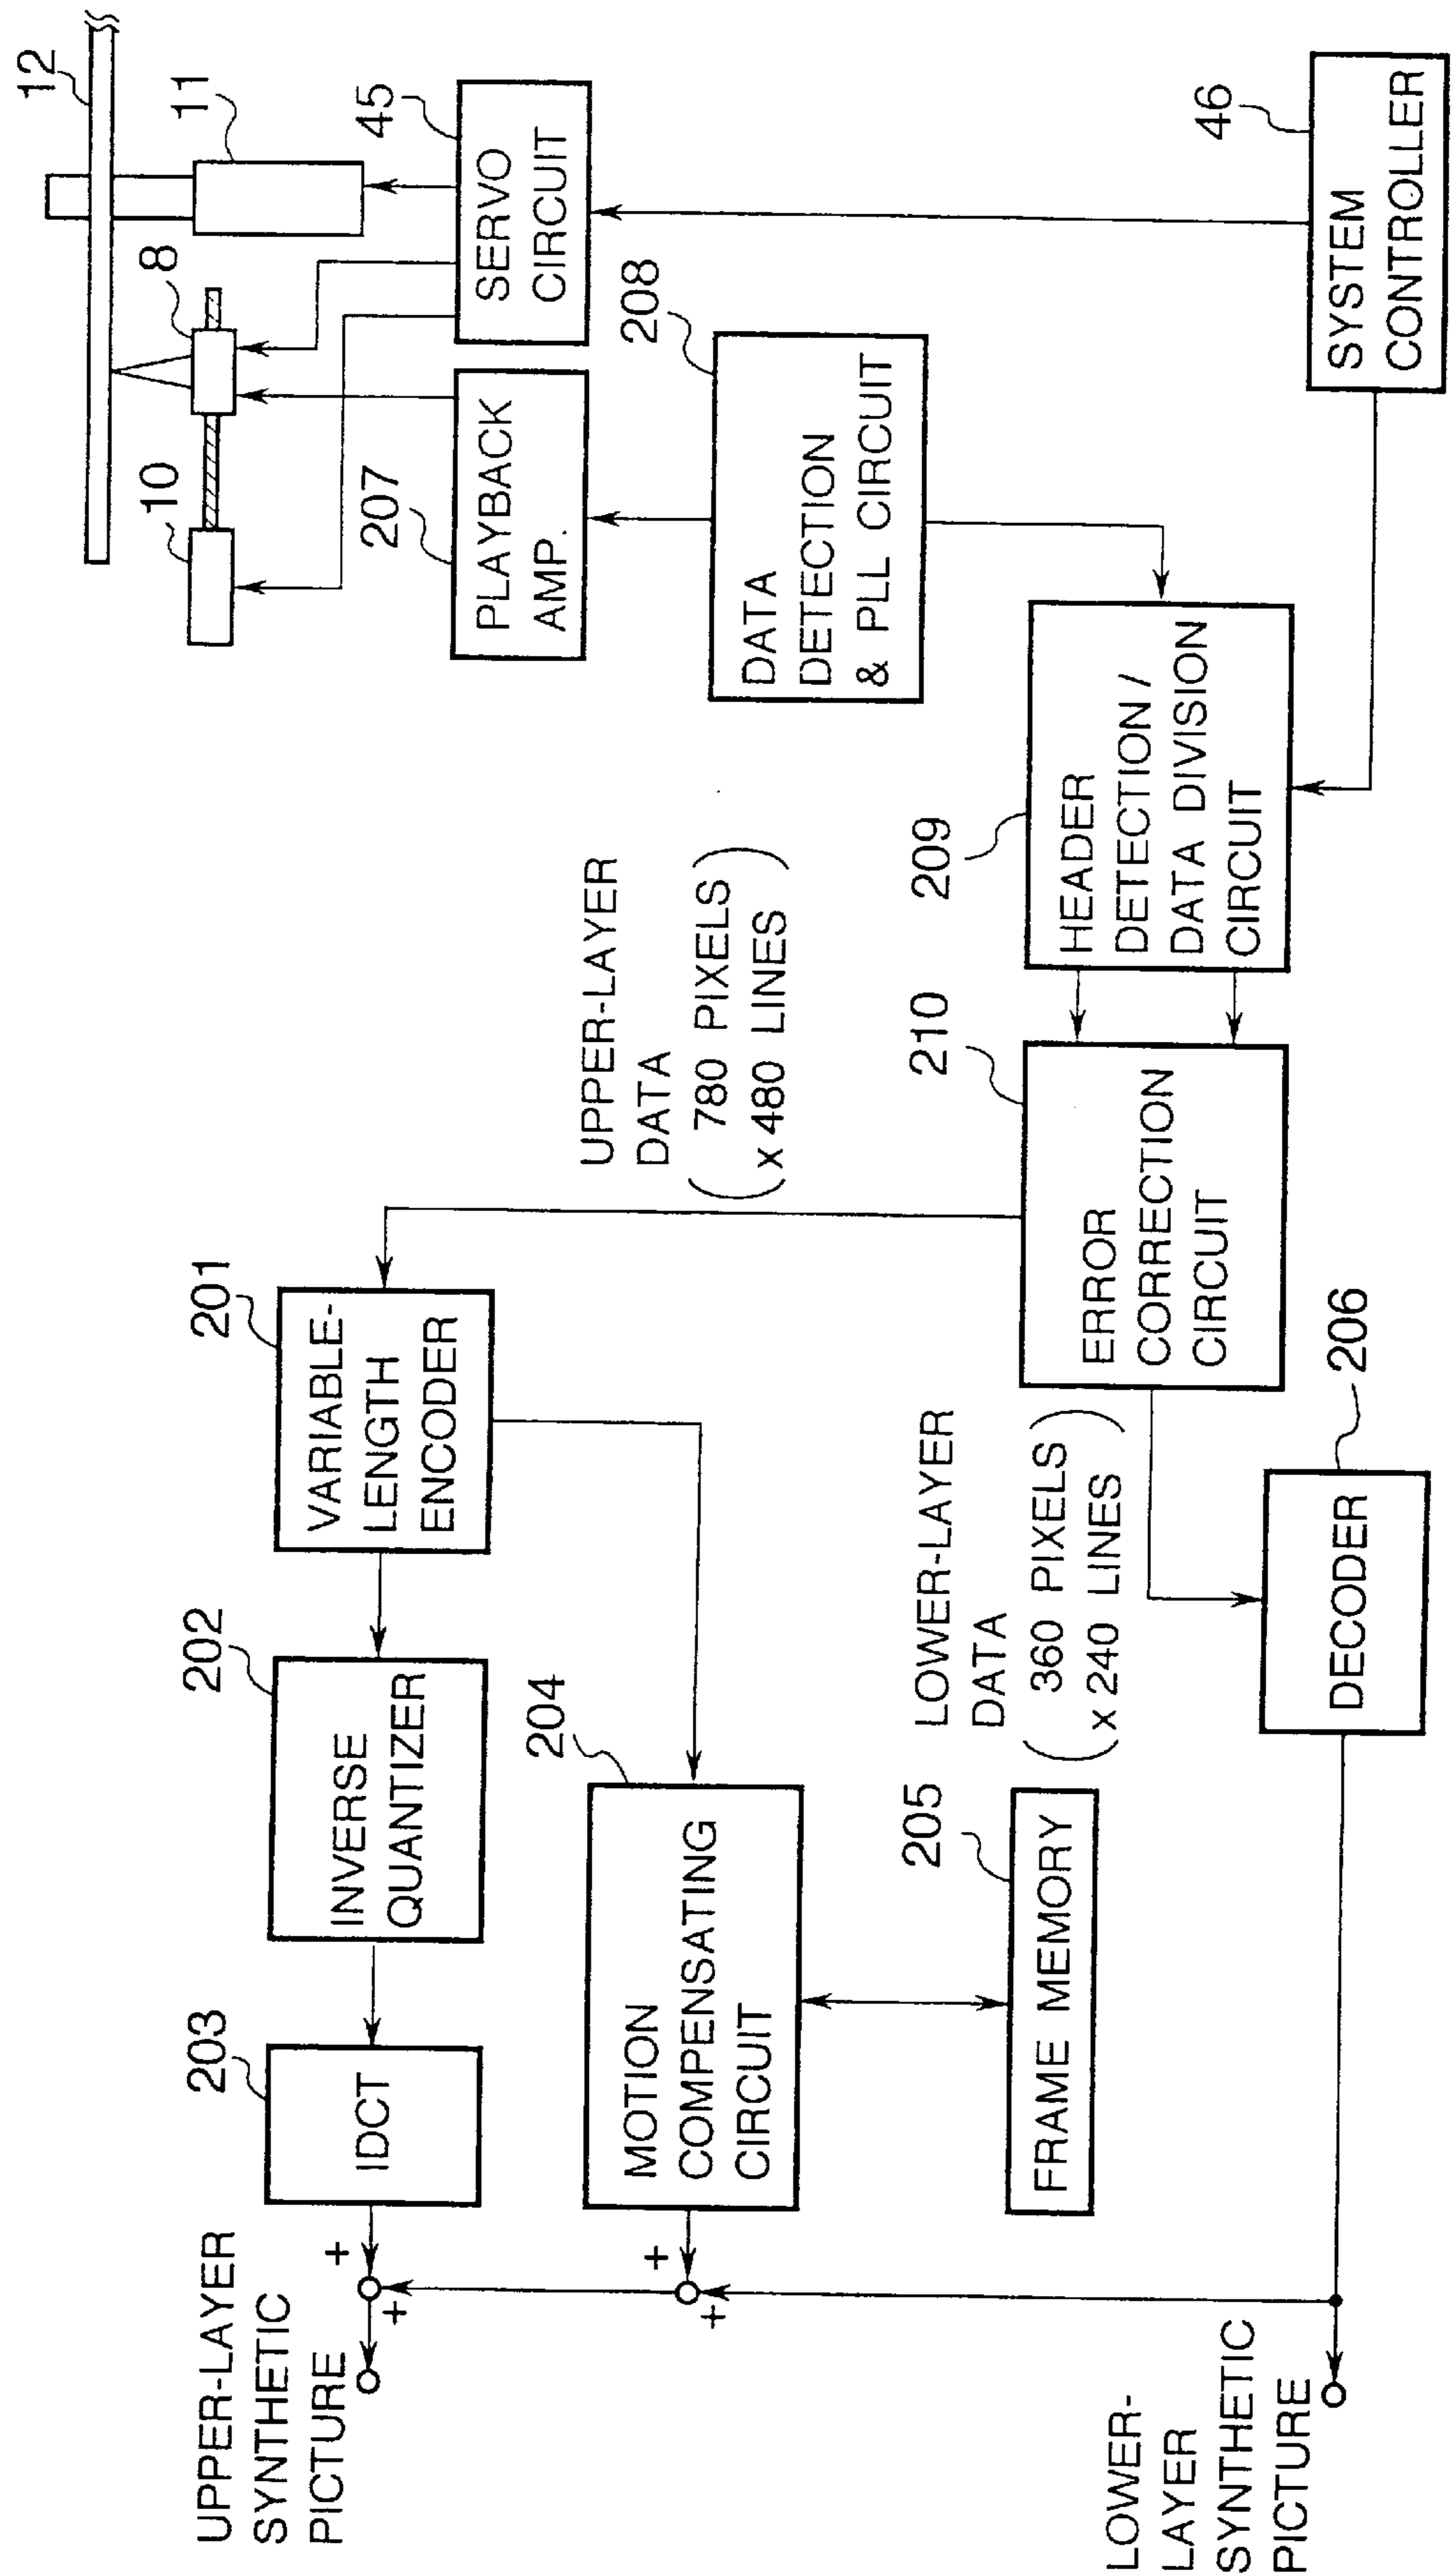 UPPER-LAYER
SYNTHETIC
PICTURE
+
+
203
IDCT
202
INVERSE
QUANTIZER
201
VARIABLE-
LENGTH
ENCODER
10
8
11
12
204
MOTION
COMPENSATING
CIRCUIT
+
+
UPPER-LAYER
DATA
( 780 PIXELS
x 480 LINES )
207
PLAYBACK
AMP.
45
SERVO
CIRCUIT
205
FRAME MEMORY
LOWER-LAYER
DATA
( 360 PIXELS
x 240 LINES )
210
ERROR
CORRECTION
CIRCUIT
209
HEADER
DETECTION /
DATA DIVISION
CIRCUIT
208
DATA
DETECTION
& PLL CIRCUIT
LOWER-
LAYER
SYNTHETIC
PICTURE
DECODER
206
46
SYSTEM
CONTROLLER